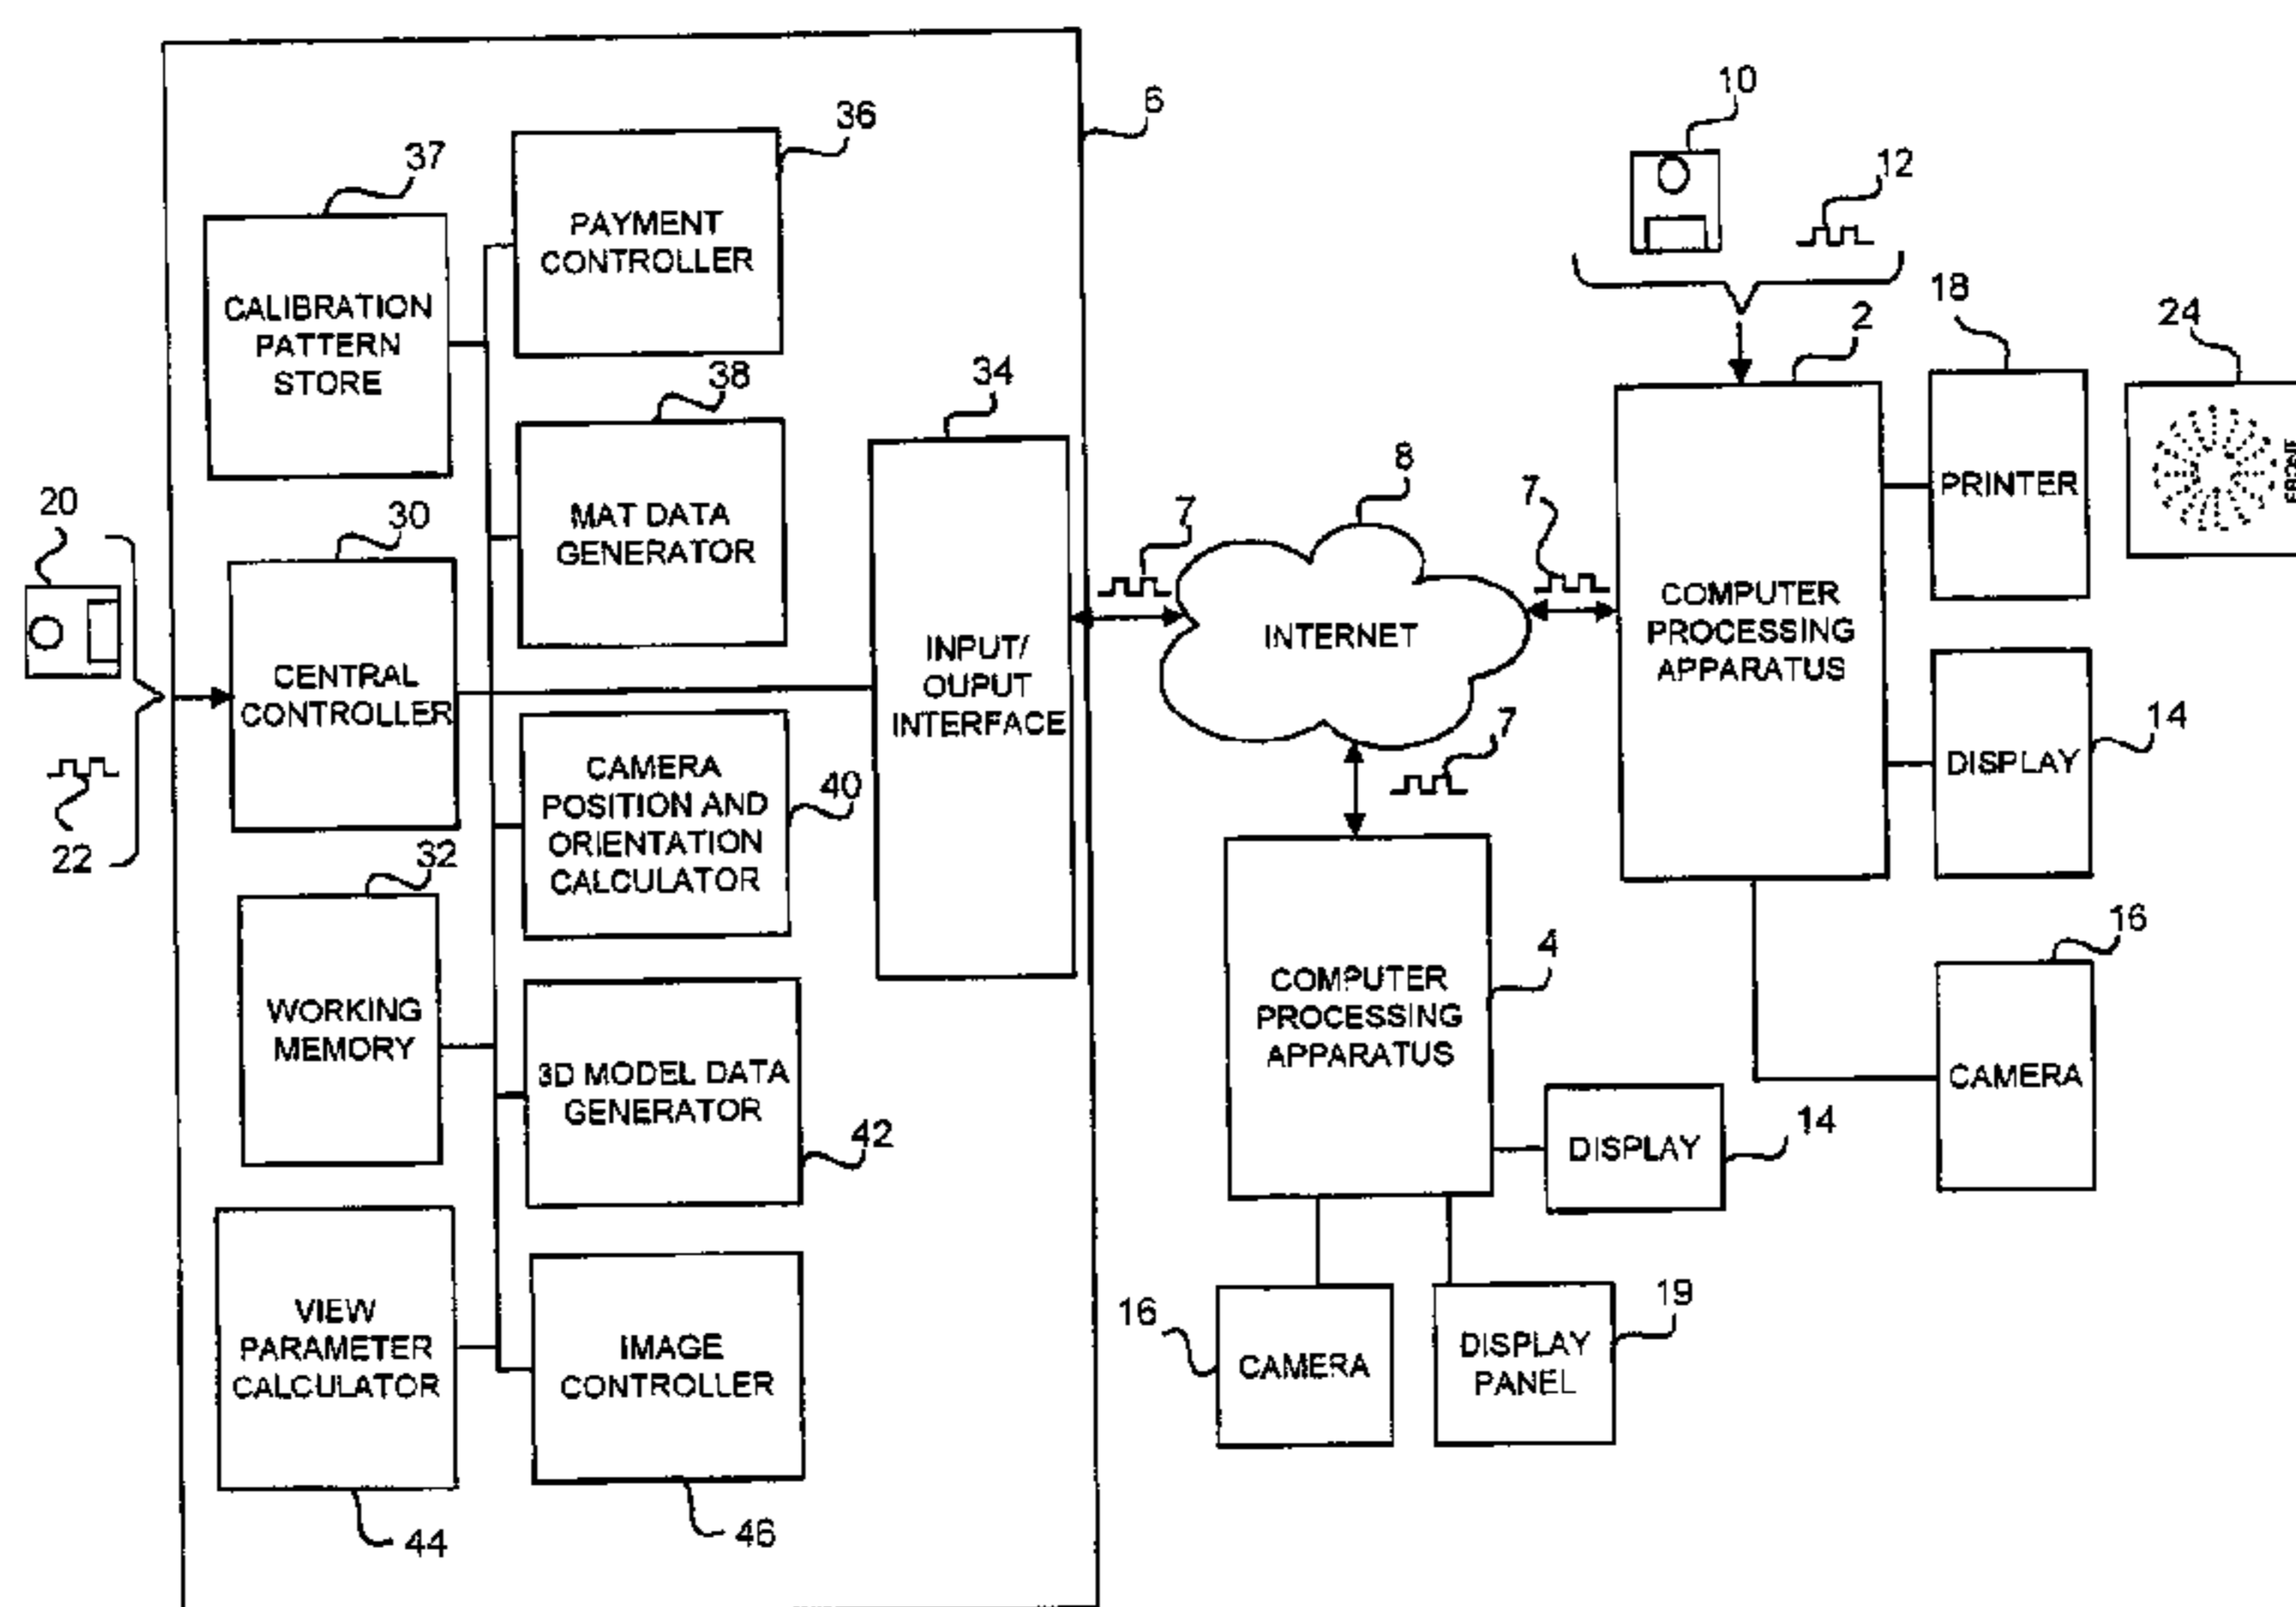 6
10
36
12
37
PAYMENT
CONTROLLER
18
24
2
CALIBRATION
PATTERN
STORE
38
34
8
7
7
PRINTER
20
30
MAT DATA
GENERATOR
COMPUTER
PROCESSING
APPARATUS
INTERNET
INPUT/
OUPUT
INTERFACE
CENTRAL
CONTROLLER
7
14
DISPLAY
CAMERA
POSITION AND
ORIENTATION
CALCULATOR
40
22
32
16
4
COMPUTER
PROCESSING
APPARATUS
WORKING
MEMORY
3D MODEL DATA
GENERATOR
CAMERA
42
DISPLAY
14
16
19
VIEW
PARAMETER
CALCULATOR
IMAGE
CONTROLLER
CAMERA
DISPLAY
PANEL
44
46